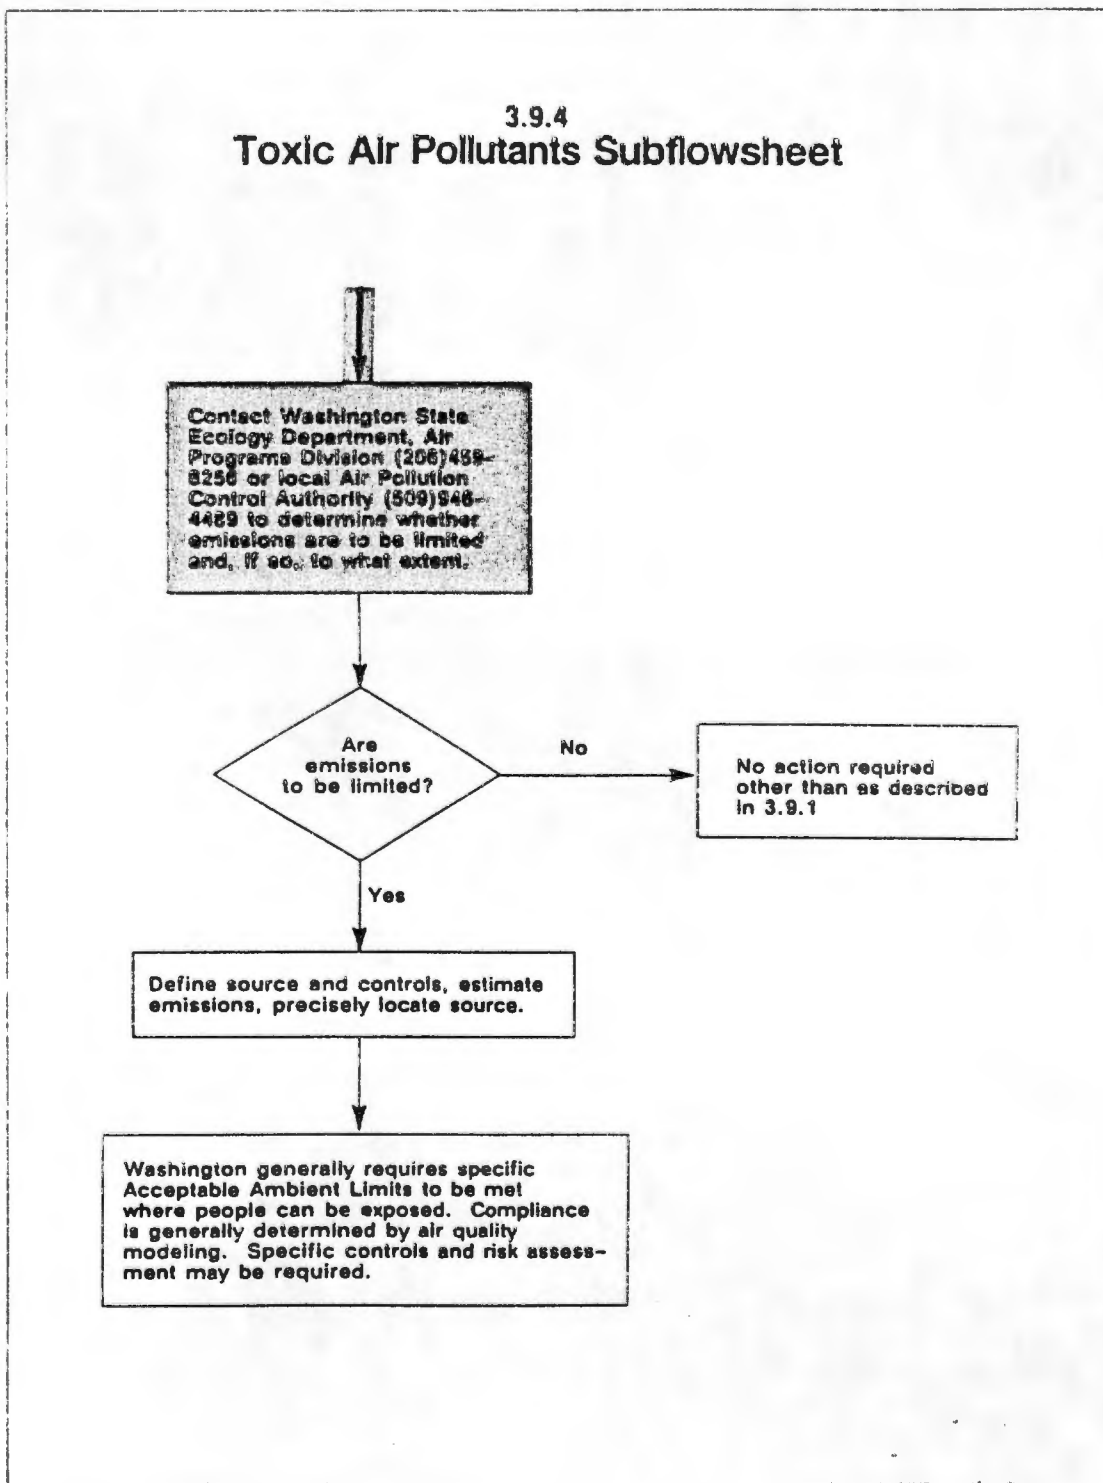 3.9.4
Toxic Air Pollutants Subflowsheet
Contact Washington State
Ecology Department, Air
Programs Division (206)459-
6256 or local Air Pollution
Control Authority (509)946-
4489 to determine whether
emissions are to be limited
and, if so, to what extent.
Are
emissions
to be limited?
No
No action required
other than as described
in 3.9.1
Yes
Define source and controls, estimate
emissions, precisely locate source.
Washington generally requires specific
Acceptable Ambient Limits to be met
where people can be exposed. Compliance
is generally determined by air quality
modeling. Specific controls and risk assess-
ment may be required.